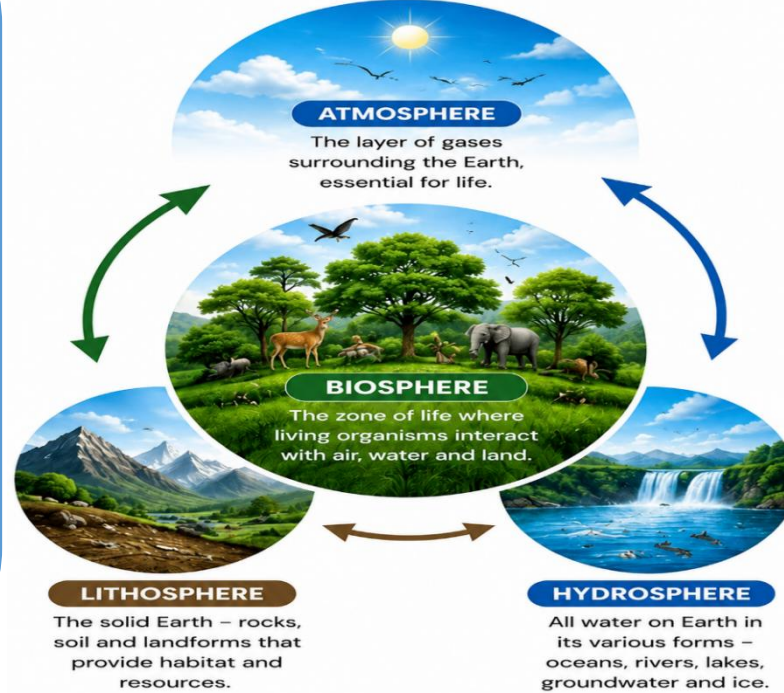 ATMOSPHERE
The layer of gases
surrounding the Earth,
essential for life.
BIOSPHERE
The zone of life where
living organisms interact
with air, water and land.
LITHOSPHERE
The solid Earth – rocks,
soil and landforms that
provide habitat and
resources.
HYDROSPHERE
All water on Earth in
its various forms –
oceans, rivers, lakes,
groundwater and ice.